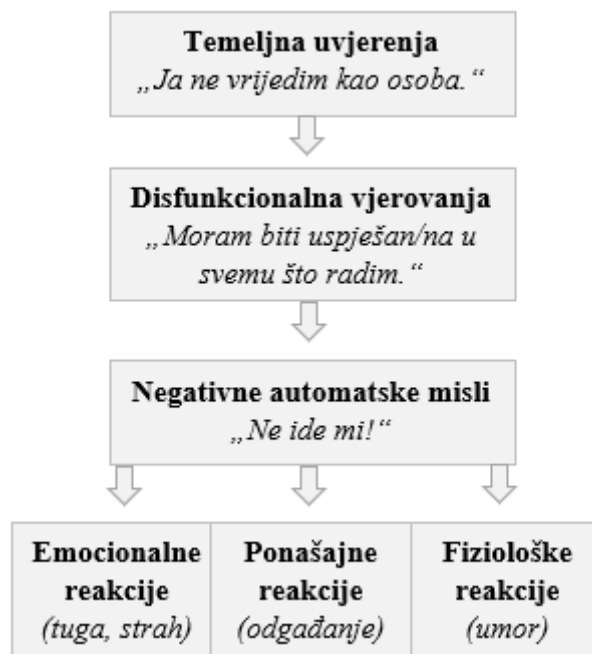 Temeljna uvjerenja
„Ja ne vrijedim kao osoba.“
Disfunkcionalna vjerovanja
„Moram biti uspješan/na u
svemu što radim.“
Negativne automatske misli
„Ne ide mi!“
Emocionalne
reakcije
(tuga, strah)
Ponašajne
reakcije
(odgađanje)
Fiziološke
reakcije
(umor)